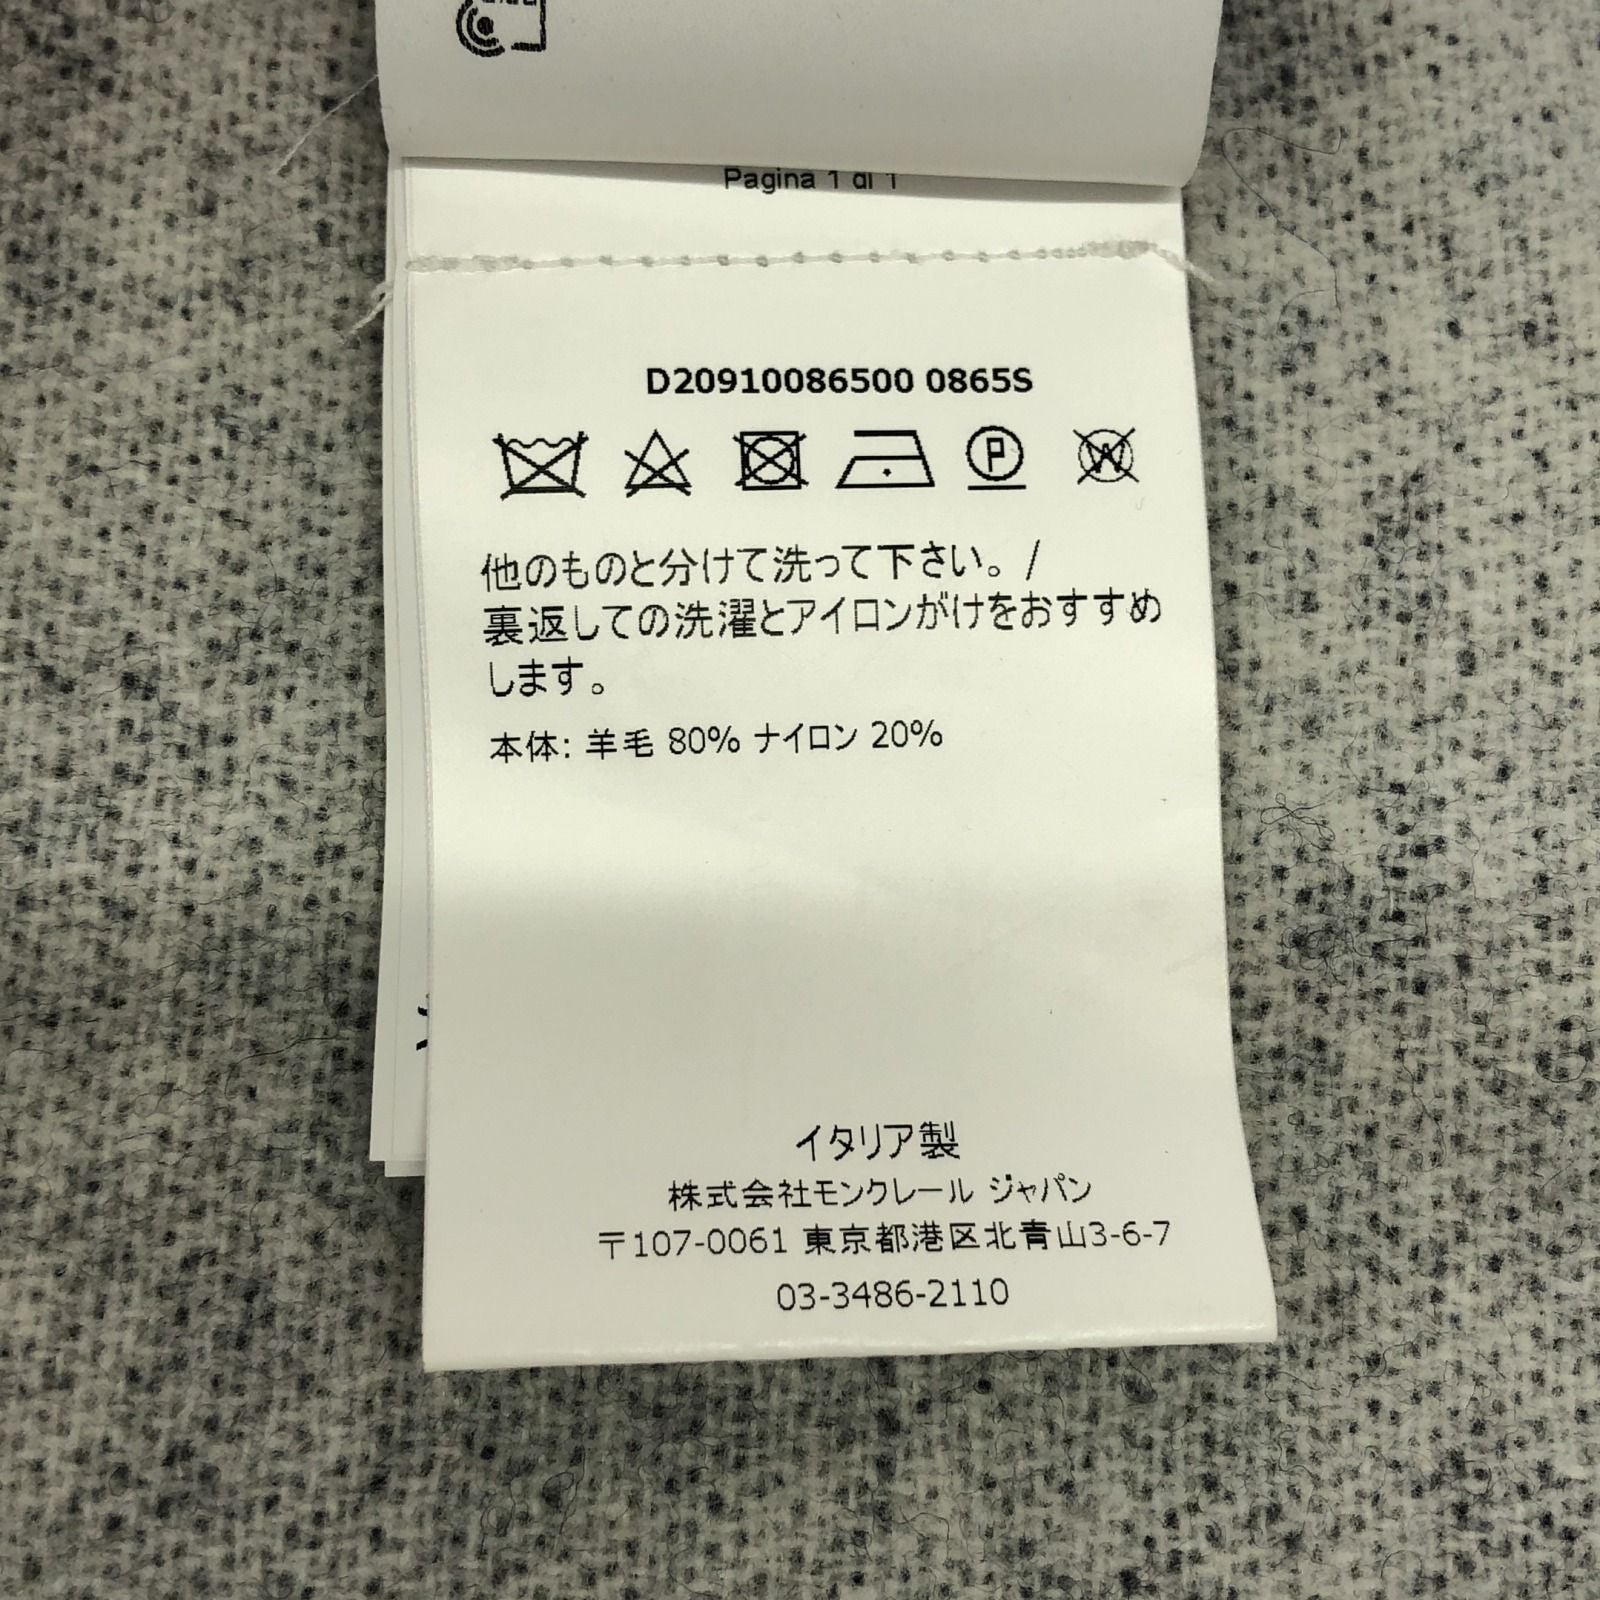 Pagina 1 di 1
D20910086500 0865S
P
W
他のものと分けて洗って下さい。/
裏返しての洗濯とアイロンがけをおすすめ
します。
本体: 羊毛 80% ナイロン 20%
イタリア製
株式会社モンクレール ジャパン
〒107-0061 東京都港区北青山3-6-7
03-3486-2110